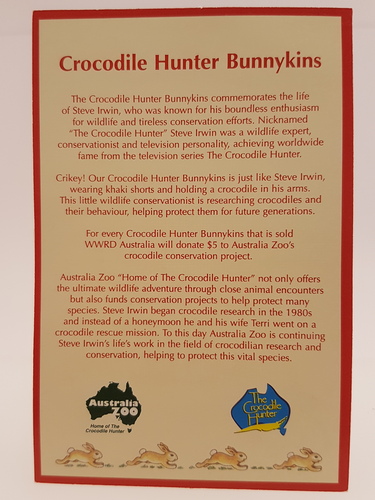 Crocodile Hunter Bunnykins
The Crocodile Hunter Bunnykins commemorates the life
of Steve Irwin, who was known for his boundless enthusiasm
for wildlife and tireless conservation efforts. Nicknamed
"The Crocodile Hunter" Steve Irwin was a wildlife expert,
conservationist and television personality, achieving worldwide
fame from the television series The Crocodile Hunter.
Crikey! Our Crocodile Hunter Bunnykins is just like Steve Irwin,
wearing khaki shorts and holding a crocodile in his arms.
This little wildlife conservationist is researching crocodiles and
their behaviour, helping protect them for future generations.
For every Crocodile Hunter Bunnykins that is sold
WWRD Australia will donate $5 to Australia Zoo's
crocodile conservation project.
Australia Zoo "Home of The Crocodile Hunter" not only offers
the ultimate wildlife adventure through close animal encounters
but also funds conservation projects to help protect many
species. Steve Irwin began crocodile research in the 1980s
and instead of a honeymoon he and his wife Terri went on a
crocodile rescue mission. To this day Australia Zoo is continuing
Steve Irwin's life's work in the field of crocodilian research and
conservation, helping to protect this vital species.
Australia
ZOO
Home of The
Crocodile Hunter
The
Crocodile
Hunter